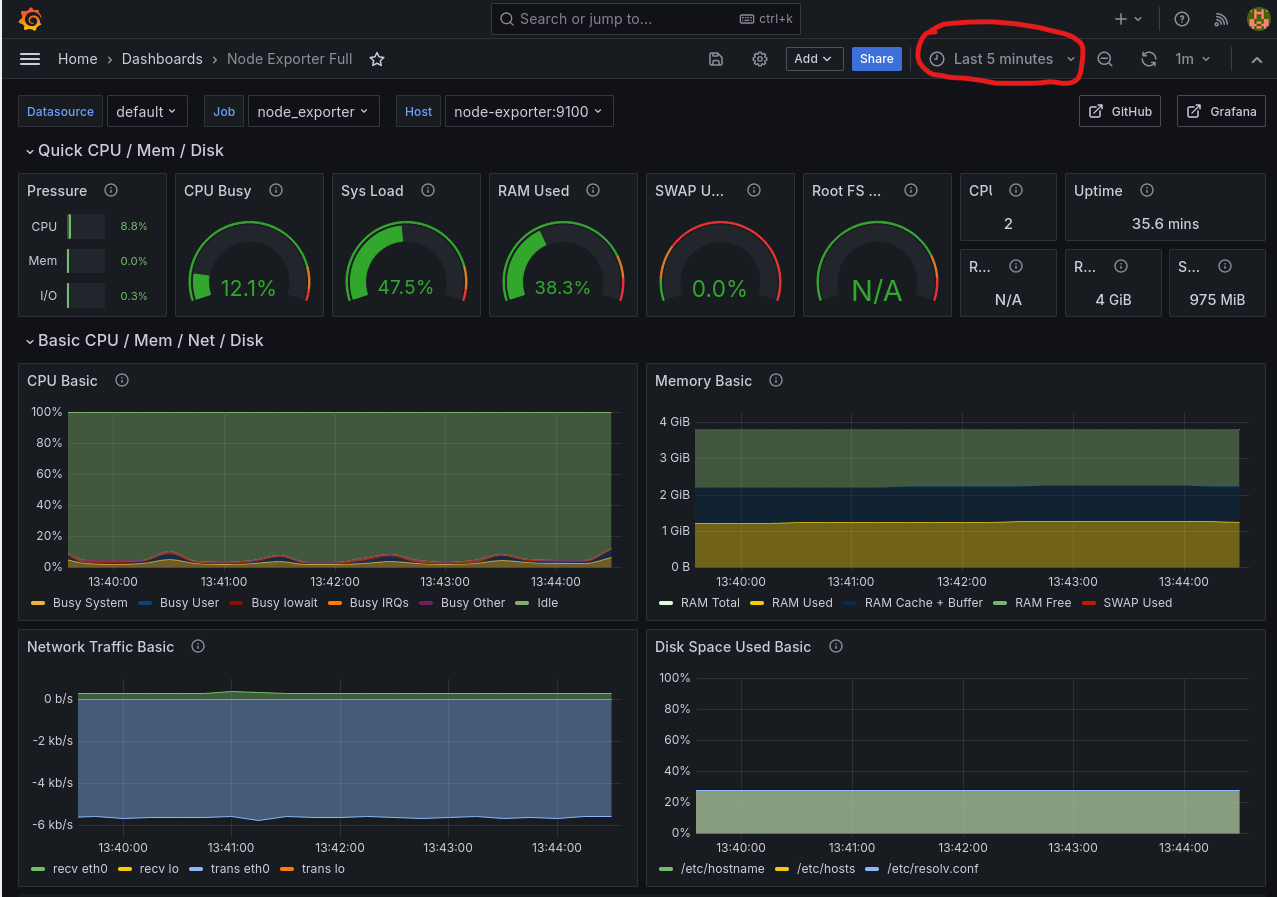 Search or jump to... ctrl+k
Home › Dashboards › Node Exporter Full Add Share Last 5 minutes 1m
Datasource default Job node_exporter Host node-exporter:9100 GitHub Grafana
Quick CPU / Mem / Disk
Pressure CPU Busy Sys Load RAM Used SWAP U... Root FS ... CPU Uptime
CPU 8.8%
Mem 0.0%
I/O 0.3%
12.1%
47.5%
38.3%
0.0%
N/A
2
35.6 mins
R... R... S...
N/A 4 GiB 975 MiB
Basic CPU / Mem / Net / Disk
CPU Basic
100%
80%
60%
40%
20%
0%
13:40:00 13:41:00 13:42:00 13:43:00 13:44:00
Busy System Busy User Busy Iowait Busy IRQs Busy Other Idle
Memory Basic
4 GiB
3 GiB
2 GiB
1 GiB
0 B
13:40:00 13:41:00 13:42:00 13:43:00 13:44:00
RAM Total RAM Used RAM Cache + Buffer RAM Free SWAP Used
Network Traffic Basic
0 b/s
-2 kb/s
-4 kb/s
-6 kb/s
13:40:00 13:41:00 13:42:00 13:43:00 13:44:00
recv eth0 recv lo trans eth0 trans lo
Disk Space Used Basic
100%
80%
60%
40%
20%
0%
13:40:00 13:41:00 13:42:00 13:43:00 13:44:00
/etc/hostname /etc/hosts /etc/resolv.conf